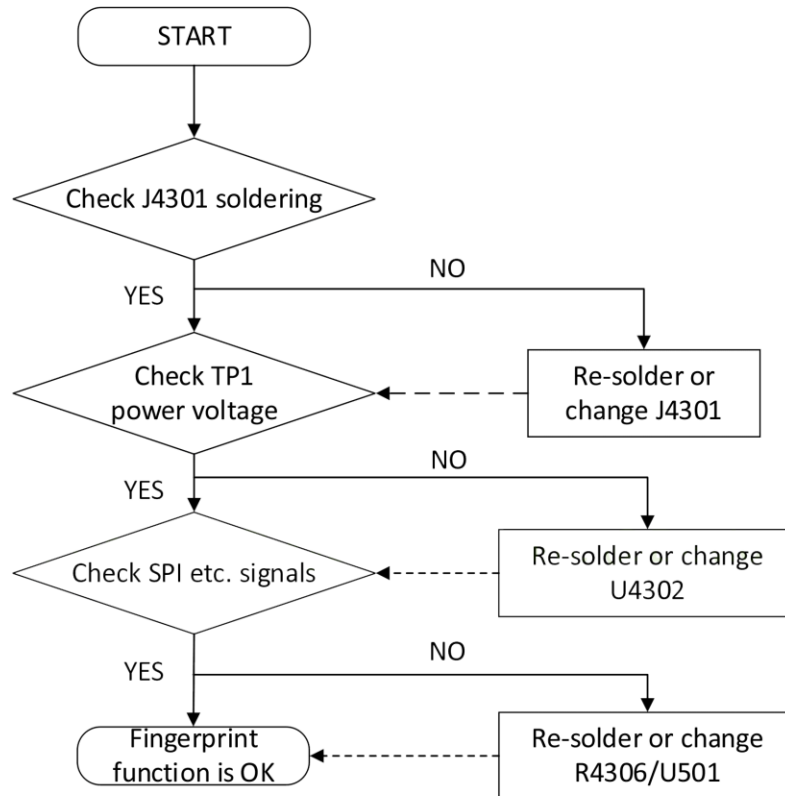 START
Check J4301 soldering
NO
YES
Check TP1
power voltage
Re-solder or
change J4301
NO
YES
Check SPI etc. signals
Re-solder or change
U4302
NO
YES
Fingerprint
function is OK
Re-solder or change
R4306/U501